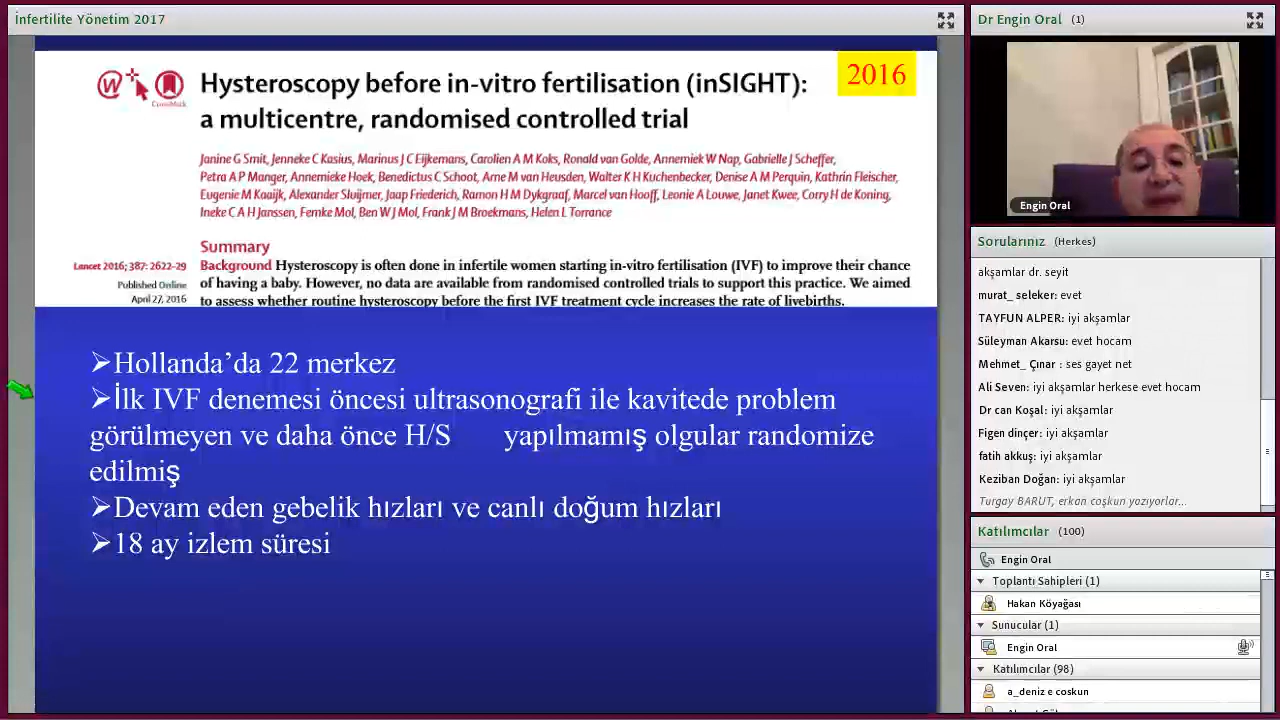 İnfertilite Yönetim 2017
Hysteroscopy before in-vitro fertilisation (inSIGHT):
a multicentre, randomised controlled trial
2016
CrossMark
Janine G Smit, Jenneke C Kasius, Marinus J C Eijkemans, Carolien A M Koks, Ronald van Golde, Annemiek W Nap, Gabrielle J Scheffer,
Petra A P Manger, Annemieke Hoek, Benedictus C Schoot, Arne M van Heusden, Walter K H Kuchenbecker, Denise A M Perquin, Kathrin Fleischer,
Eugenie M Kaaijk, Alexander Sluijmer, Jaap Friederich, Ramon H M Dykgraaf, Marcel van Hooff, Leonie A Louwe, Janet Kwee, Corry H de Koning,
Ineke C A H Janssen, Femke Mol, Ben W J Mol, Frank J M Broekmans, Helen L Torrance
Summary
Lancet 2016; 387: 2622–29
Published Online
April 27, 2016
Background Hysteroscopy is often done in infertile women starting in-vitro fertilisation (IVF) to improve their chance
of having a baby. However, no data are available from randomised controlled trials to support this practice. We aimed
to assess whether routine hysteroscopy before the first IVF treatment cycle increases the rate of livebirths.
➢Hollanda’da 22 merkez
➢İlk IVF denemesi öncesi ultrasonografi ile kavitede problem
görülmeyen ve daha önce H/S yapılmamış olgular randomize
edilmiş
➢Devam eden gebelik hızları ve canlı doğum hızları
➢18 ay izlem süresi
Dr Engin Oral (1)
Engin Oral
Sorularınız (Herkes)
akşamlar dr. seyit
murat_ seleker: evet
TAYFUN ALPER: iyi akşamlar
Süleyman Akarsu: evet hocam
Mehmet_ Çınar : ses gayet net
Ali Seven: iyi akşamlar herkese evet hocam
Dr can Koşal: iyi akşamlar
Figen dinçer: iyi akşamlar
fatih akkuş: iyi akşamlar
Keziban Doğan: iyi akşamlar
Turgay BARUT, erkan coşkun yazıyorlar...
Katılımcılar (100)
Engin Oral
Toplantı Sahipleri (1)
Hakan Köyağası
Sunucular (1)
Engin Oral
Katılımcılar (98)
a_deniz e coskun